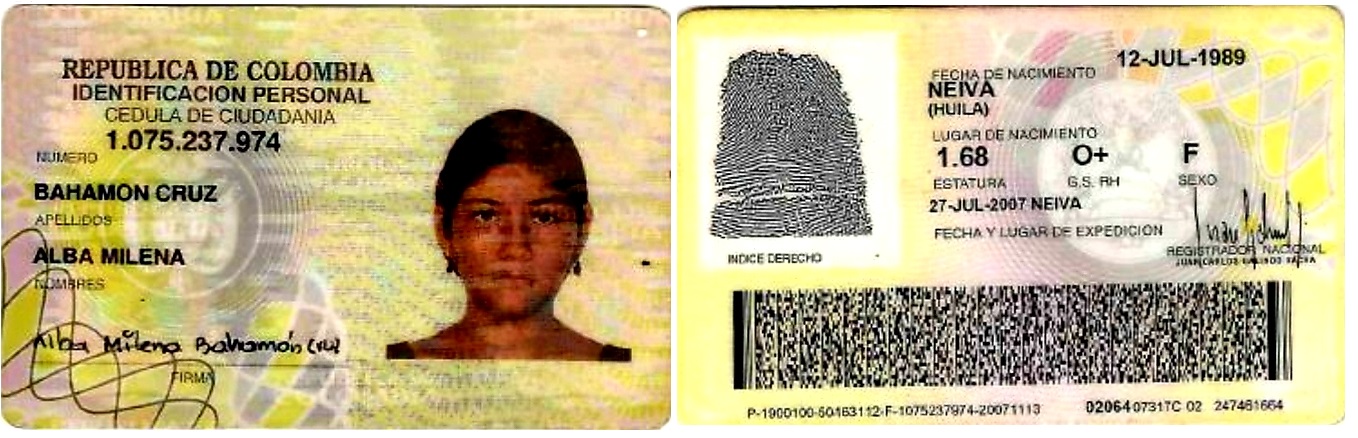 REPUBLICA DE COLOMBIA
IDENTIFICACION PERSONAL
CEDULA DE CIUDADANIA
1.075.237.974
NUMERO
BAHAMON CRUZ
APELLIDOS
ALBA MILENA
NOMBRES
Alba Milena Bahamón Cruz
FIRMA
INDICE DERECHO
12-JUL-1989
FECHA DE NACIMIENTO
NEIVA
(HUILA)
LUGAR DE NACIMIENTO
1.68 O+ F
ESTATURA G.S. RH SEXO
27-JUL-2007 NEIVA
FECHA Y LUGAR DE EXPEDICION
REGISTRADOR NACIONAL
JUAN CARLOS GALINDO VACHA
P-1900100-50163112-F-1075237974-20071113 0206407317C 02 247461664